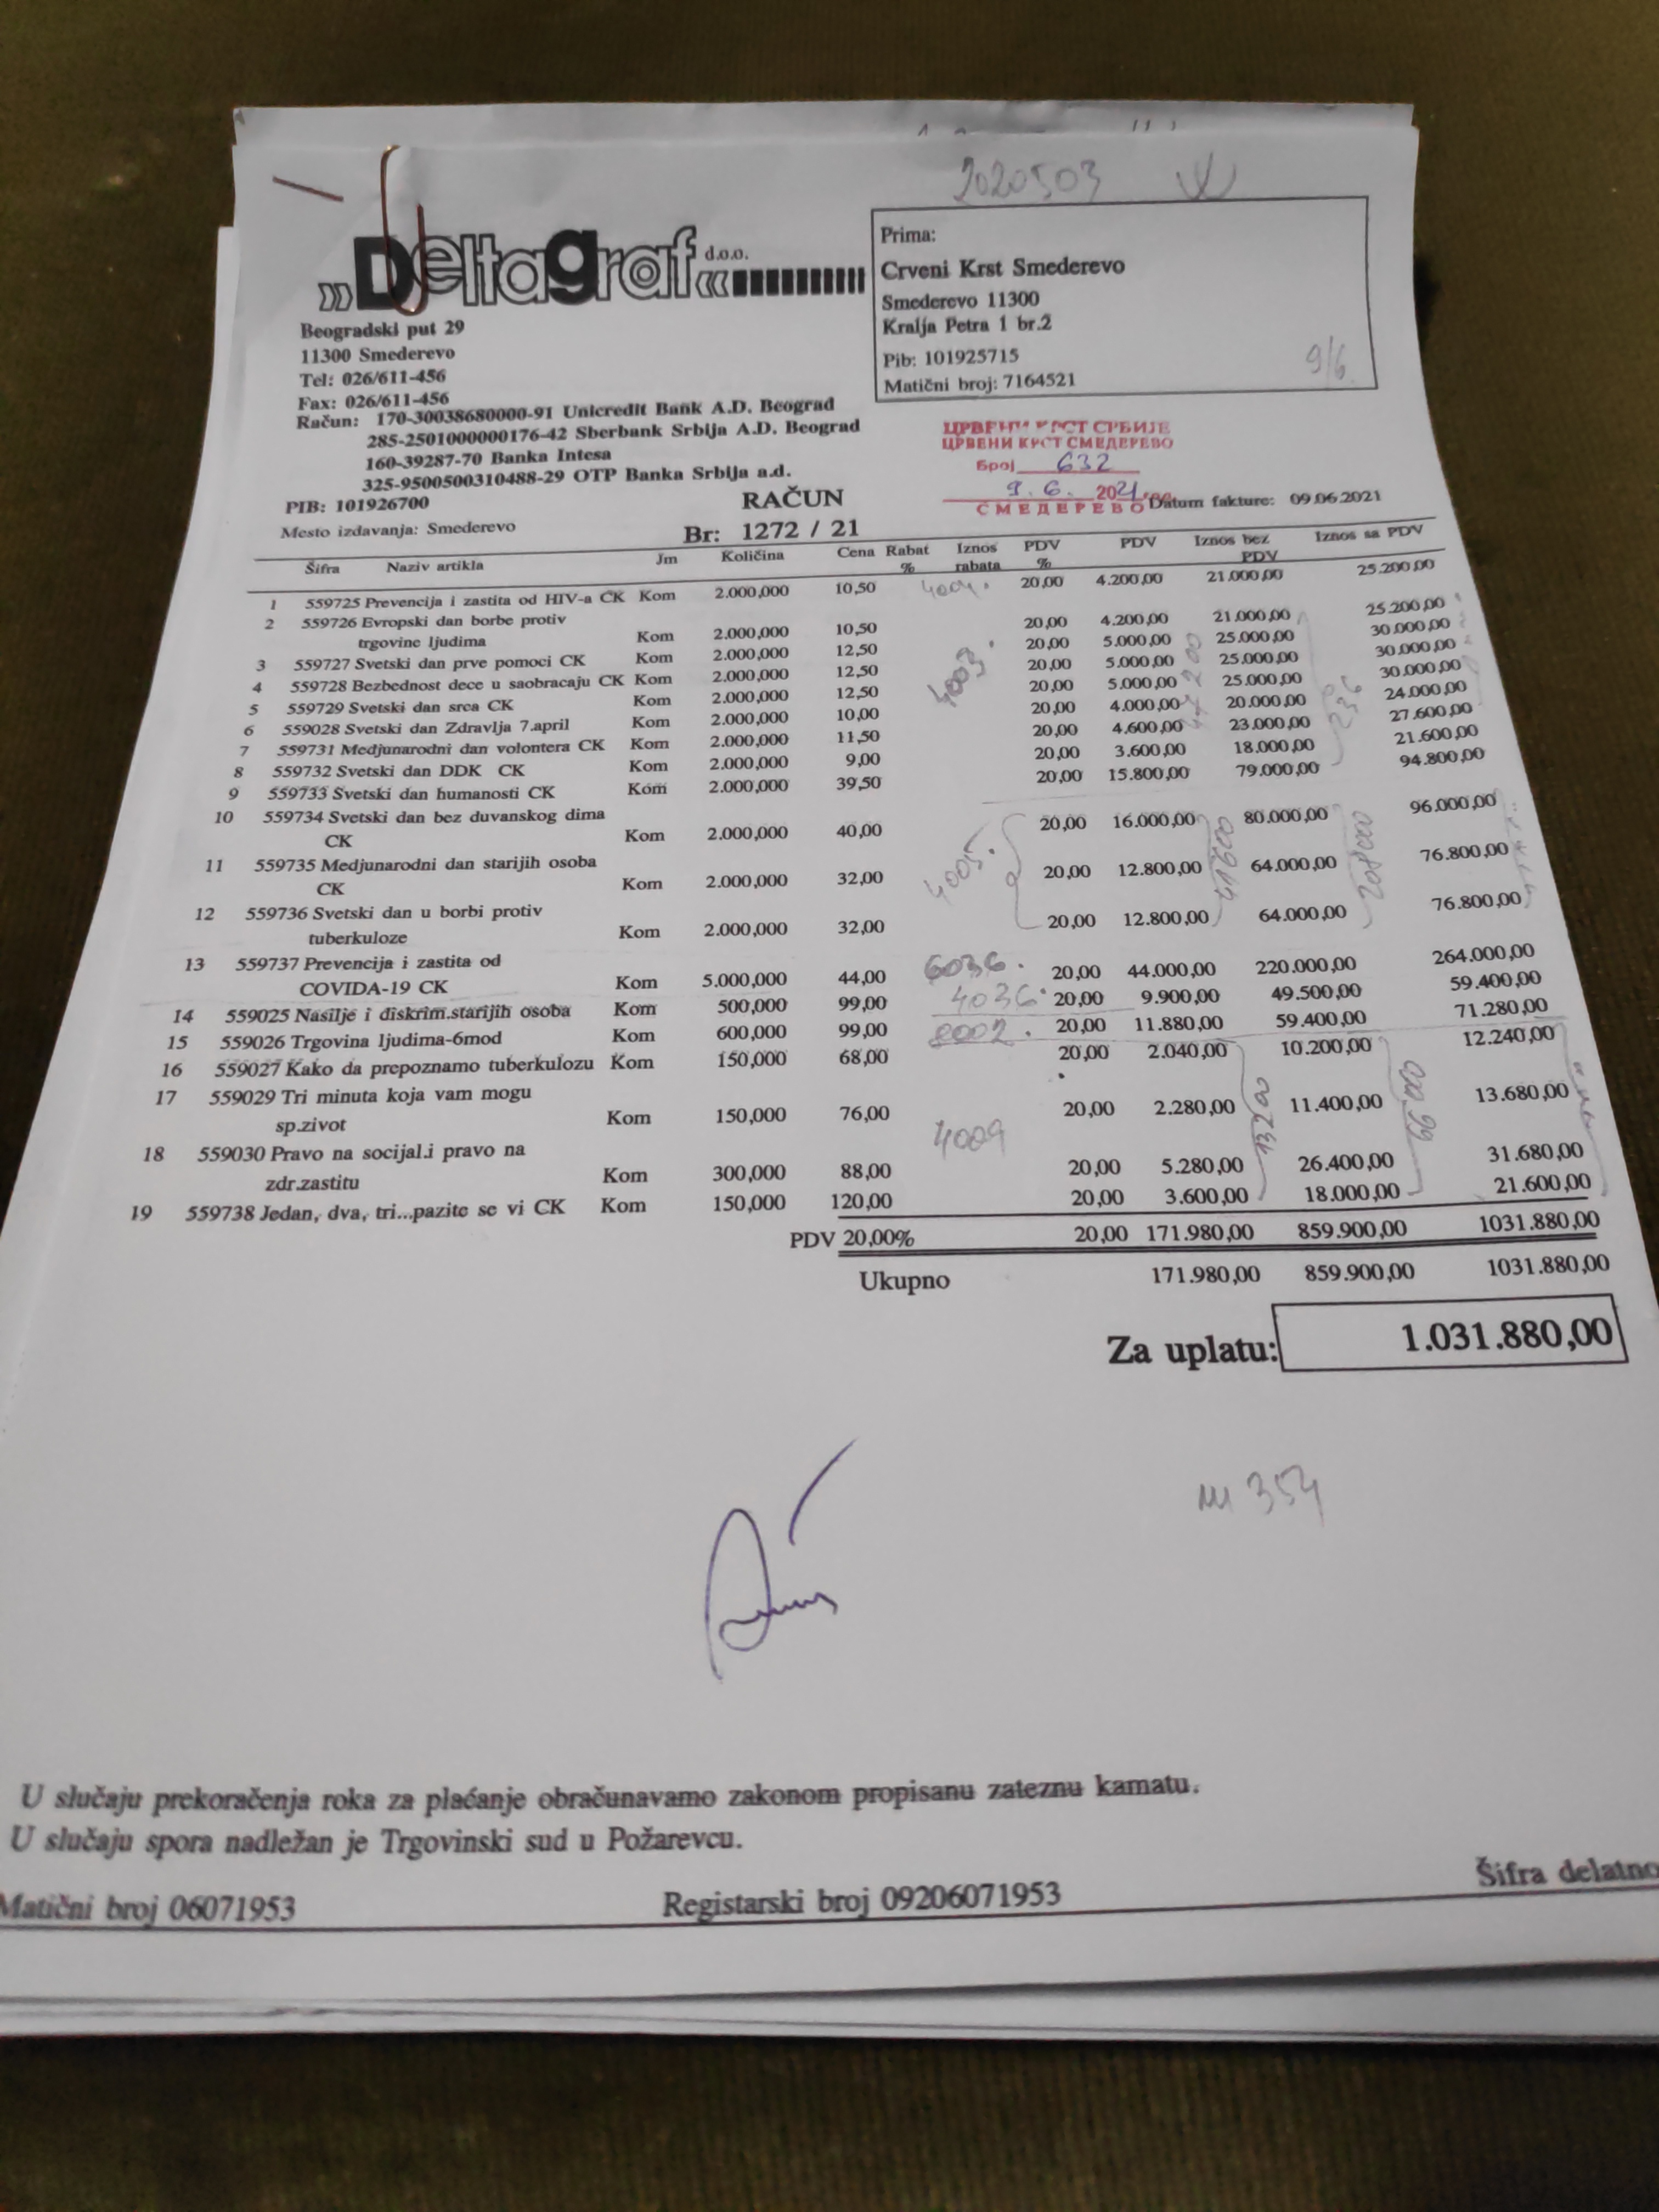 2020503
Deltagraf d.o.o.
Beogradski put 29
11300 Smederevo
Tel: 026/611-456
Fax: 026/611-456
Račun: 170-30038680000-91 Unicredit Bank A.D. Beograd
285-2501000000176-42 Sberbank Srbija A.D. Beograd
160-39287-70 Banka Intesa
325-9500500310488-29 OTP Banka Srbija a.d.
PIB: 101926700
Mesto izdavanja: Smederevo
Prima:
Crveni Krst Smederevo
Smederevo 11300
Kralja Petra 1 br.2
Pib: 101925715
Matični broj: 7164521
9/6
ЦРВЕНИ КРСТ СРБИЈЕ
ЦРВЕНИ КРСТ СМЕДЕРЕВО
Број 632
9. 6. 2021
СМЕДЕРЕВО
Datum fakture: 09.06.2021
RAČUN
Br: 1272 / 21
Šifra Naziv artikla Jm Količina Cena Rabat % Iznos rabata PDV % PDV Iznos bez PDV Iznos sa PDV
1 559725 Prevencija i zastita od HIV-a CK Kom 2.000,000 10,50 4004. 20,00 4.200,00 21.000,00 25.200,00
2 559726 Evropski dan borbe protiv
trgovine ljudima Kom 2.000,000 10,50 20,00 4.200,00 21.000,00 25.200,00
3 559727 Svetski dan prve pomoci CK Kom 2.000,000 12,50 20,00 5.000,00 25.000,00 30.000,00
4 559728 Bezbednost dece u saobracaju CK Kom 2.000,000 12,50 4003. 20,00 5.000,00 25.000,00 30.000,00
5 559729 Svetski dan srca CK Kom 2.000,000 12,50 20,00 5.000,00 25.000,00 30.000,00
6 559028 Svetski dan Zdravlja 7.april Kom 2.000,000 10,00 20,00 4.000,00 20.000,00 24.000,00
7 559731 Medjunarodni dan volontera CK Kom 2.000,000 11,50 20,00 4.600,00 23.000,00 27.600,00
8 559732 Svetski dan DDK CK Kom 2.000,000 9,00 20,00 3.600,00 18.000,00 21.600,00
9 559733 Svetski dan humanosti CK Kom 2.000,000 39,50 20,00 15.800,00 79.000,00 94.800,00
10 559734 Svetski dan bez duvanskog dima
CK Kom 2.000,000 40,00 20,00 16.000,00 80.000,00 96.000,00
11 559735 Medjunarodni dan starijih osoba
CK Kom 2.000,000 32,00 4005. 20,00 12.800,00 41600 64.000,00 208000 76.800,00
12 559736 Svetski dan u borbi protiv
tuberkuloze Kom 2.000,000 32,00 20,00 12.800,00 64.000,00 76.800,00
13 559737 Prevencija i zastita od
COVIDA-19 CK Kom 5.000,000 44,00 6036. 20,00 44.000,00 220.000,00 264.000,00
14 559025 Nasilje i diskrim.starijih osoba Kom 500,000 99,00 4036. 20,00 9.900,00 49.500,00 59.400,00
15 559026 Trgovina ljudima-6mod Kom 600,000 99,00 8002. 20,00 11.880,00 59.400,00 71.280,00
16 559027 Kako da prepoznamo tuberkulozu Kom 150,000 68,00 20,00 2.040,00 10.200,00 12.240,00
17 559029 Tri minuta koja vam mogu
sp.zivot Kom 150,000 76,00 4009 20,00 2.280,00 13200 11.400,00 66.000 13.680,00
18 559030 Pravo na socijal.i pravo na
zdr.zastitu Kom 300,000 88,00 20,00 5.280,00 26.400,00 31.680,00
19 559738 Jedan, dva, tri...pazite se vi CK Kom 150,000 120,00 20,00 3.600,00 18.000,00 21.600,00
PDV 20,00% 20,00 171.980,00 859.900,00 1031.880,00
Ukupno 171.980,00 859.900,00 1031.880,00
Za uplatu: 1.031.880,00
354
U slučaju prekoračenja roka za plaćanje obračunavamo zakonom propisanu zateznu kamatu.
U slučaju spora nadležan je Trgovinski sud u Požarevcu.
Matični broj 06071953 Registarski broj 09206071953 Šifra delatno